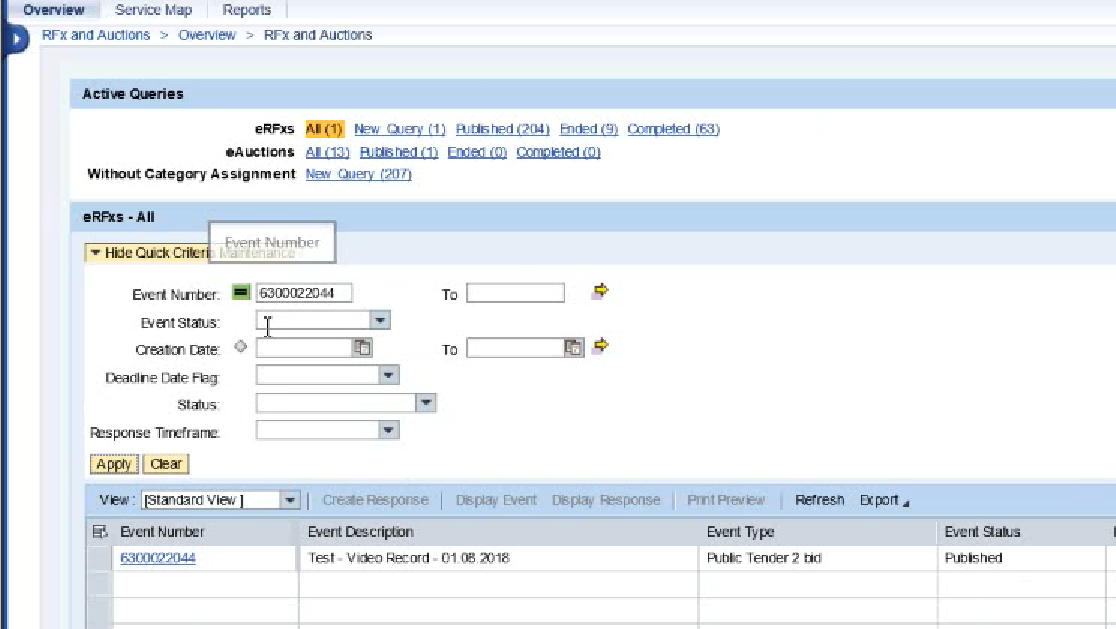 Overview Service Map Reports
RFx and Auctions > Overview > RFx and Auctions
Active Queries
eRFxs All (1) New Query (1) Published (204) Ended (9) Completed (63)
eAuctions All (13) Published (1) Ended (0) Completed (0)
Without Category Assignment New Query (207)
eRFxs - All
Event Number
Hide Quick Criteria Maintenance
Event Number: 6300022044 To
Event Status:
Creation Date: To
Deadline Date Flag:
Status:
Response Timeframe:
Apply Clear
View: [Standard View] Create Response Display Event Display Response Print Preview Refresh Export
Event Number Event Description Event Type Event Status
6300022044 Test - Video Record - 01.08.2018 Public Tender 2 bid Published